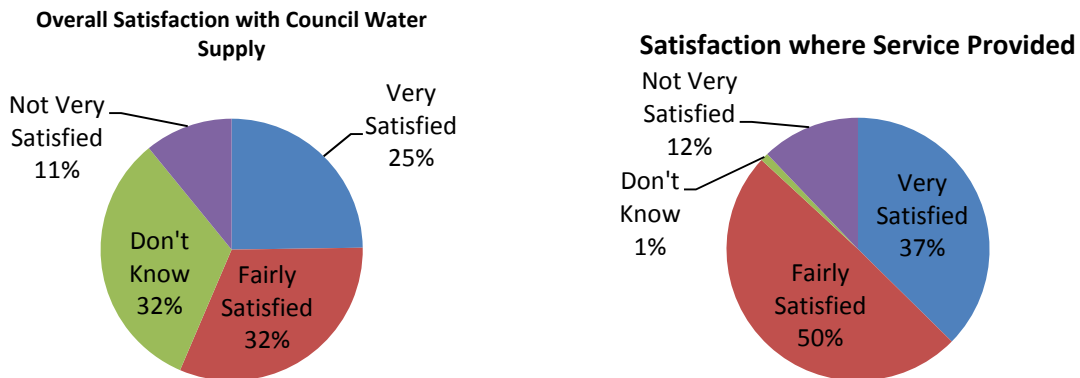 Overall Satisfaction with Council Water
Supply
Not Very
Satisfied
11%
Very
Satisfied
25%
Don't
Know
32%
Fairly
Satisfied
32%
Satisfaction where Service Provided
Not Very
Satisfied
12%
Don't
Know
1%
Very
Satisfied
37%
Fairly
Satisfied
50%